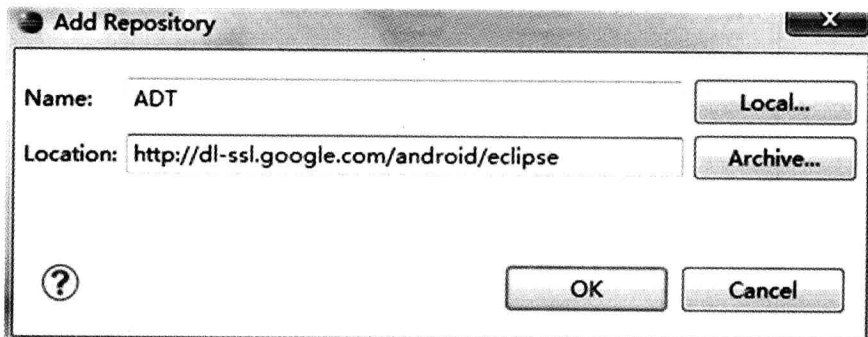 Add Repository
Name: ADT Local...
Location: http://dl-ssl.google.com/android/eclipse Archive...
OK Cancel